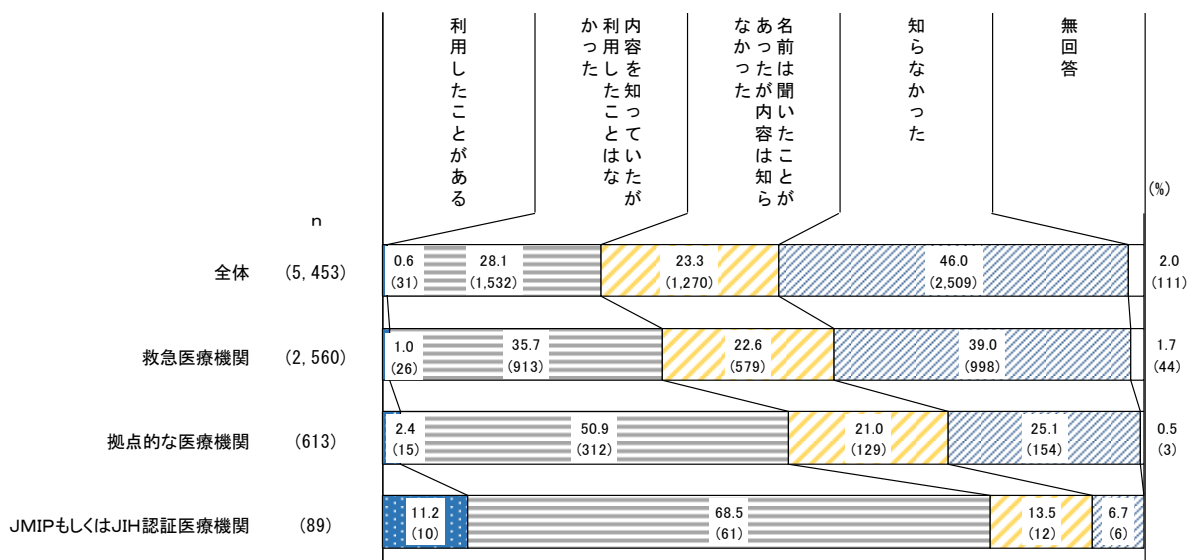 利用したことがある
内容を知っていたが
利用したことはな
かった
名前は聞いたことが
あったが内容は知ら
なかった
知らなかった
無回答
(%)
n
全体 (5,453) 0.6 28.1 23.3 46.0 2.0
(31) (1,532) (1,270) (2,509) (111)
救急医療機関 (2,560) 1.0 35.7 22.6 39.0 1.7
(26) (913) (579) (998) (44)
拠点的な医療機関 (613) 2.4 50.9 21.0 25.1 0.5
(15) (312) (129) (154) (3)
JMIPもしくはJIH認証医療機関 (89) 11.2 68.5 13.5 6.7
(10) (61) (12) (6)